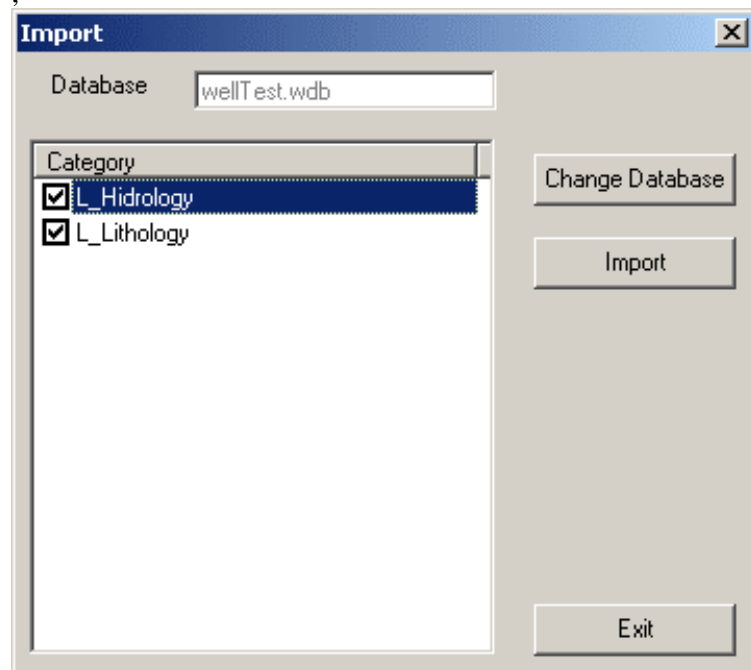 ;
Import
Database wellTest.wdb
Category
L_Hidrology
L_Lithology
Change Database
Import
Exit